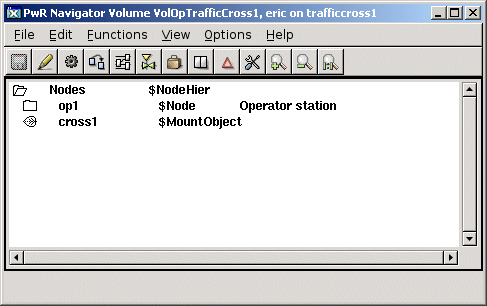 PwR Navigator Volume VolOpTrafficCross1, eric on trafficcross1
File Edit Functions View Options Help
Nodes $NodeHier
op1 $Node Operator station
cross1 $MountObject